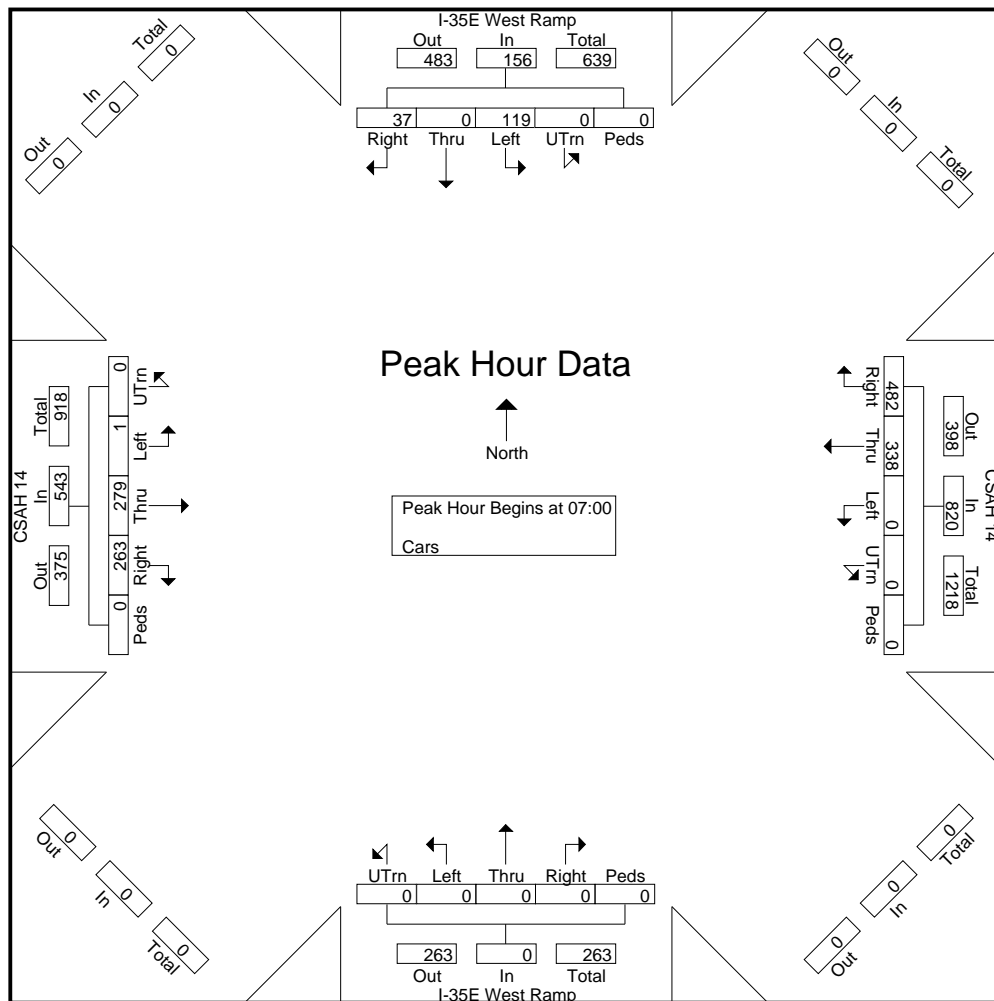 I-35E West Ramp
Out In Total
483 156 639
37 0 119 0 0
Right Thru Left UTrn Peds
Total
0
In
0
Out
0
Out
0
In
0
Total
0
Peak Hour Data
North
Peak Hour Begins at 07:00
Cars
CSAH 14
Out In Total
375 543 918
0 263 279 1 0
Peds Right Thru Left UTrn
Right Thru Left UTrn Peds
482 338 0 0 0
Out In Total
398 820 1218
CSAH 14
0
Out
0
In
0
Total
0
Total
0
In
0
Out
UTrn Left Thru Right Peds
0 0 0 0 0
263 0 263
Out In Total
I-35E West Ramp